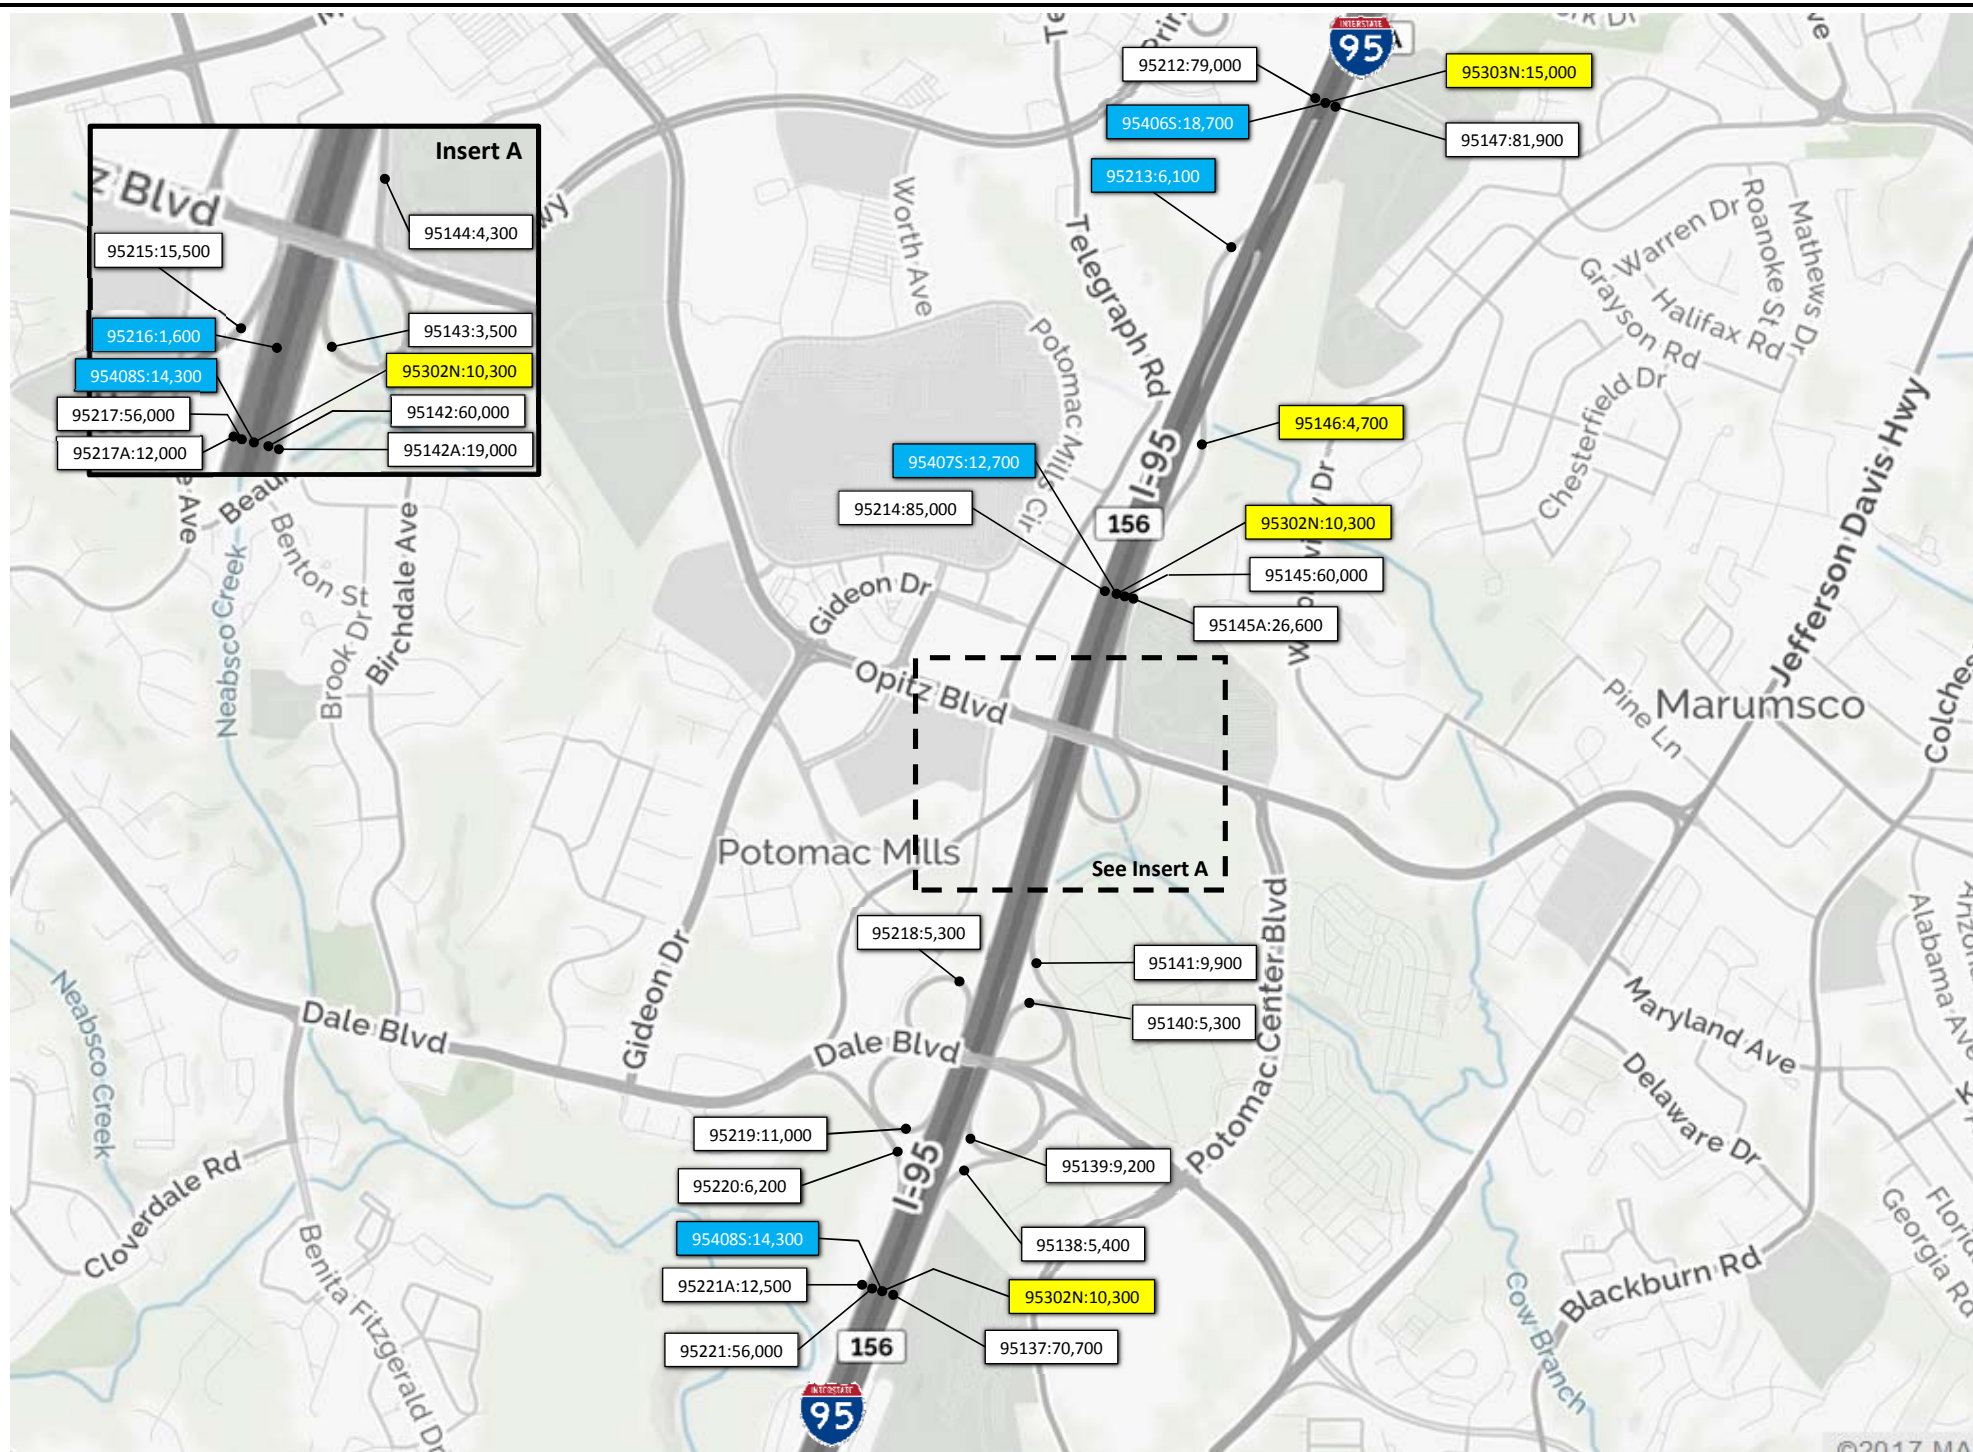 INTERSTATE
95
A
95212:79,000
95303N:15,000
95406S:18,700
95147:81,900
95213:6,100
Insert A
z Blvd
95144:4,300
95215:15,500
95216:1,600
95143:3,500
95408S:14,300
95302N:10,300
95217:56,000
95142:60,000
95217A:12,000
95142A:19,000
Worth Ave
Telegraph Rd
Potomac Mills Cir
Warren Dr
Roanoke St
Mathews Dr
Grayson Rd
Halifax Rd
Chesterfield Dr
Jefferson Davis Hwy
95146:4,700
I-95
95407S:12,700
95214:85,000
156
95302N:10,300
95145:60,000
95145A:26,600
Benton St
Birchdale Ave
Brook Dr
Neabsco Creek
Gideon Dr
Opitz Blvd
Marumsco
Pine Ln
Potomac Mills
See Insert A
Potomac Center Blvd
Alabama Ave
95218:5,300
95141:9,900
95140:5,300
Neabsco Creek
Dale Blvd
Gideon Dr
Dale Blvd
Maryland Ave
Delaware Dr
95219:11,000
95220:6,200
I-95
95139:9,200
95138:5,400
Cloverdale Rd
Benita Fitzgerald Dr
95408S:14,300
95221A:12,500
95302N:10,300
95221:56,000
156
95137:70,700
Georgia Rd
Blackburn Rd
Cow Branch
INTERSTATE
95
©2017 MA